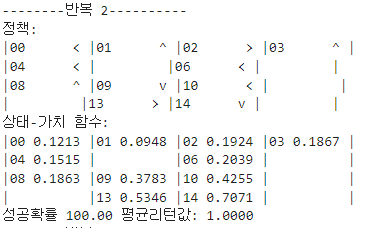 --------반복 2----------
정책:
|00      < |01      ^ |02      > |03      ^ |
|04      < |          |06      < |          |
|08      ^ |09      v |10      < |          |
|          |13      > |14      v |          |
상태-가치 함수:
|00 0.1213 |01 0.0948 |02 0.1924 |03 0.1867 |
|04 0.1515 |          |06 0.2039 |          |
|08 0.1863 |09 0.3783 |10 0.4255 |          |
|          |13 0.5346 |14 0.7071 |          |
성공확률 100.00 평균리턴값: 1.0000